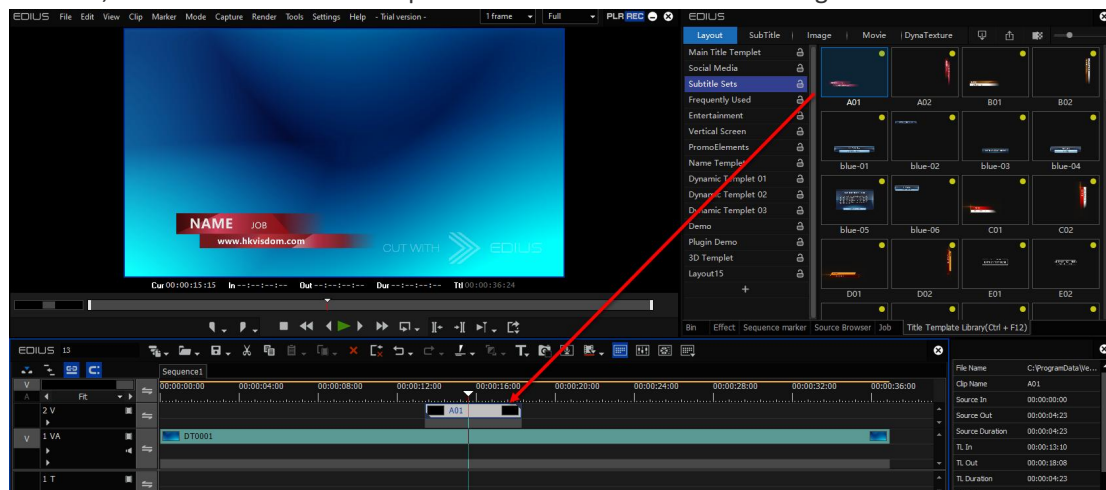 EDIUS File Edit View Clip Marker Mode Capture Render Tools Settings Help - Trial version - 1 frame Full PLR REC
NAME JOB
www.hkvisdom.com
CUT WITH EDIUS
Cur 00:00:15:15 In --:--:--:-- Out --:--:--:-- Dur --:--:--:-- Ttl 00:00:36:24
EDIUS
Layout SubTitle | Image | Movie | DynaTexture
Main Title Templet
Social Media
Subtitle Sets
Frequently Used
Entertainment
Vertical Screen
PromoElements
Name Templet
Dynamic Templet 01
Dynamic Templet 02
Dynamic Templet 03
Demo
Plugin Demo
3D Templet
Layout15
+
A01 A02 B01 B02
blue-01 blue-02 blue-03 blue-04
blue-05 blue-06 C01 C02
D01 D02 E01 E02
Bin Effect Sequence marker Source Browser Job Title Template Library(Ctrl + F12)
EDIUS 13
Sequence1
00:00:00:00 00:00:04:00 00:00:08:00 00:00:12:00 00:00:16:00 00:00:20:00 00:00:24:00 00:00:28:00 00:00:32:00 00:00:36:00
V
A Fit
2 V A01
V 1 VA DT0001
1 T
File Name C:\ProgramData\Ve...
Clip Name A01
Source In 00:00:00:00
Source Out 00:00:04:23
Source Duration 00:00:04:23
TL In 00:00:13:10
TL Out 00:00:18:08
TL Duration 00:00:04:23